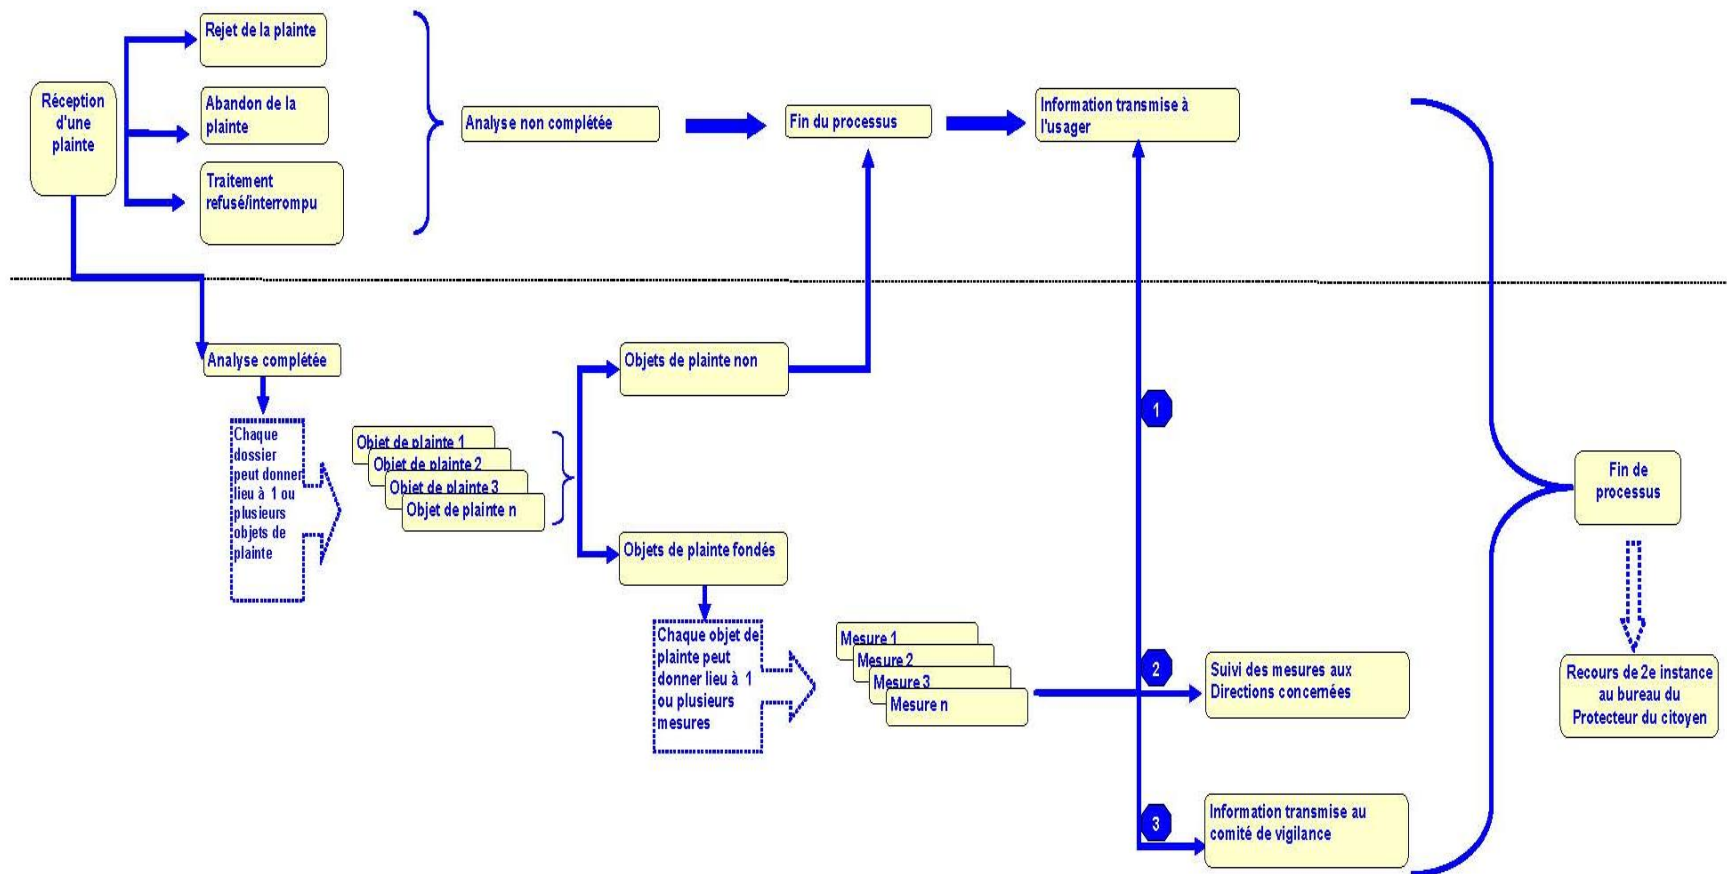 Réception
d'une
plainte
Rejet de la plainte
Abandon de la
plainte
Traitement
refusé/interrompu
Analyse non complétée
Fin du processus
Information transmise à
l'usager
Analyse complétée
Chaque
dossier
peut donner
lieu à 1 ou
plusieurs
objets de
plainte
Objet de plainte 1
Objet de plainte 2
Objet de plainte 3
Objet de plainte n
Objets de plainte non
Objets de plainte fondés
Chaque objet de
plainte peut
donner lieu à 1
ou plusieurs
mesures
Mesure 1
Mesure 2
Mesure 3
Mesure n
1
2
3
Suivi des mesures aux
Directions concernées
Information transmise au
comité de vigilance
Fin de
processus
Recours de 2e instance
au bureau du
Protecteur du citoyen